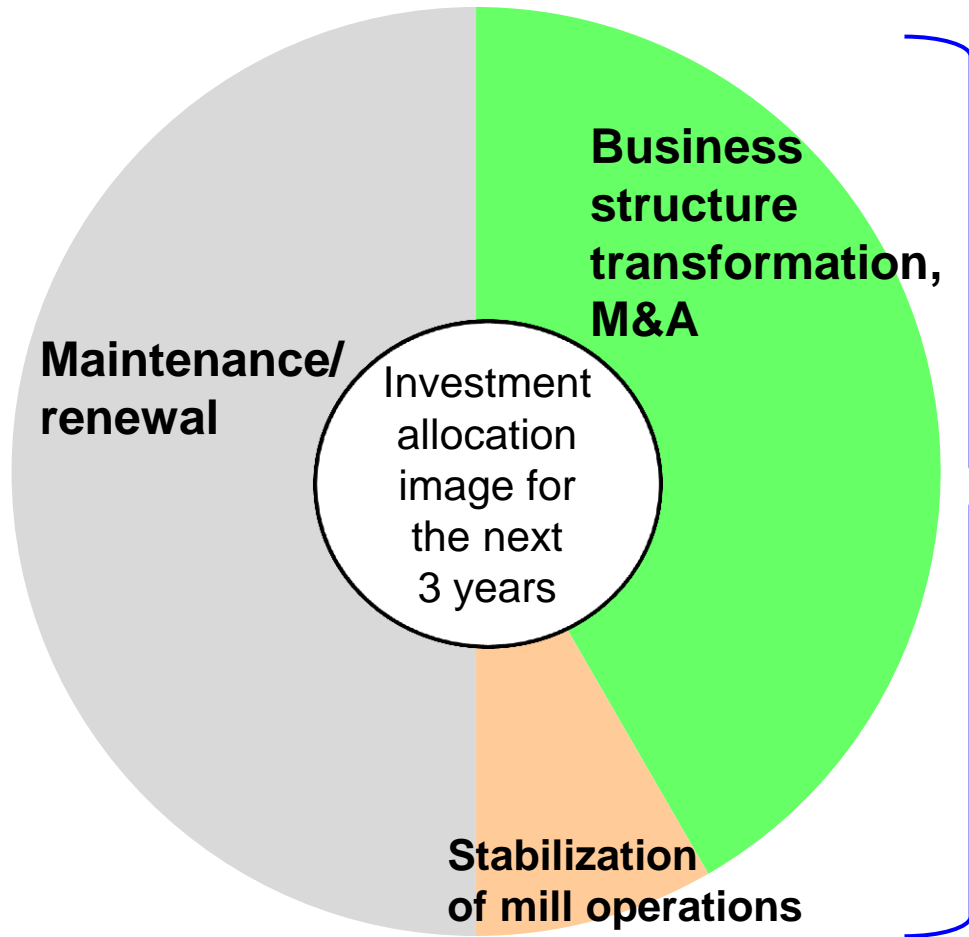 Business
structure
transformation,
M&A
Maintenance/
renewal
Investment
allocation
image for
the next
3 years
Stabilization
of mill operations